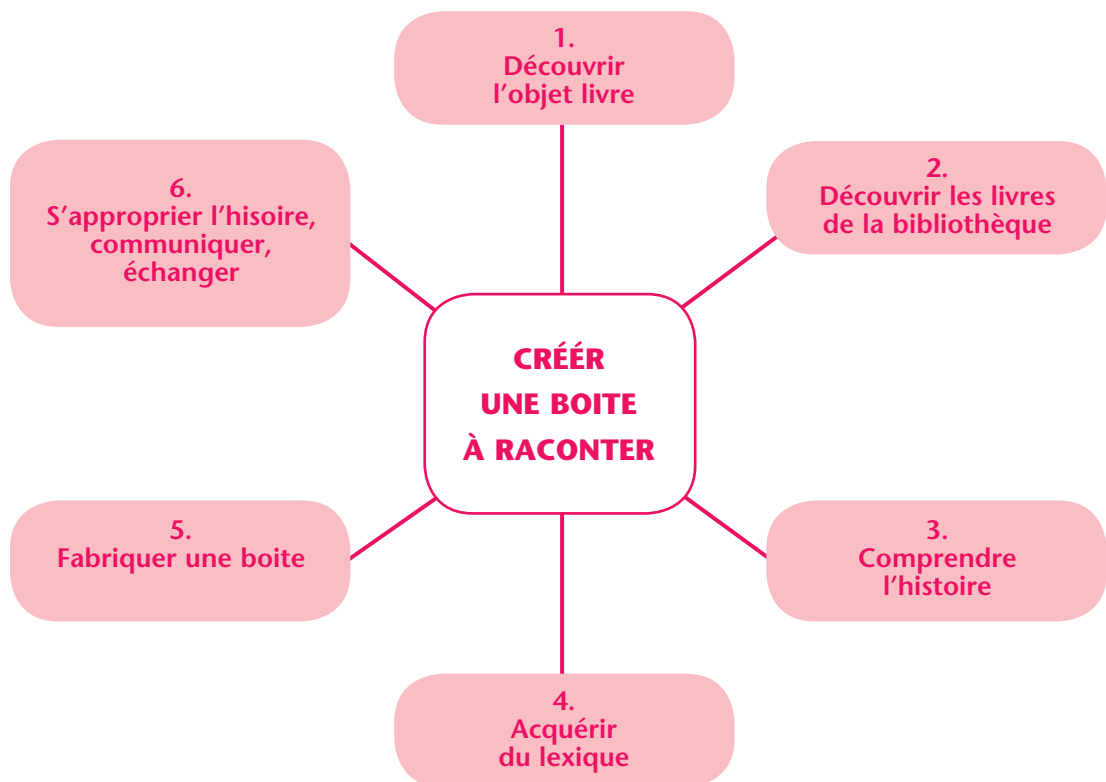 1.
Découvrir
l’objet livre
2.
Découvrir les livres
de la bibliothèque
6.
S’approprier l’hisoire,
communiquer,
échanger
CRÉÉR
UNE BOITE
À RACONTER
5.
Fabriquer une boite
3.
Comprendre
l’histoire
4.
Acquérir
du lexique